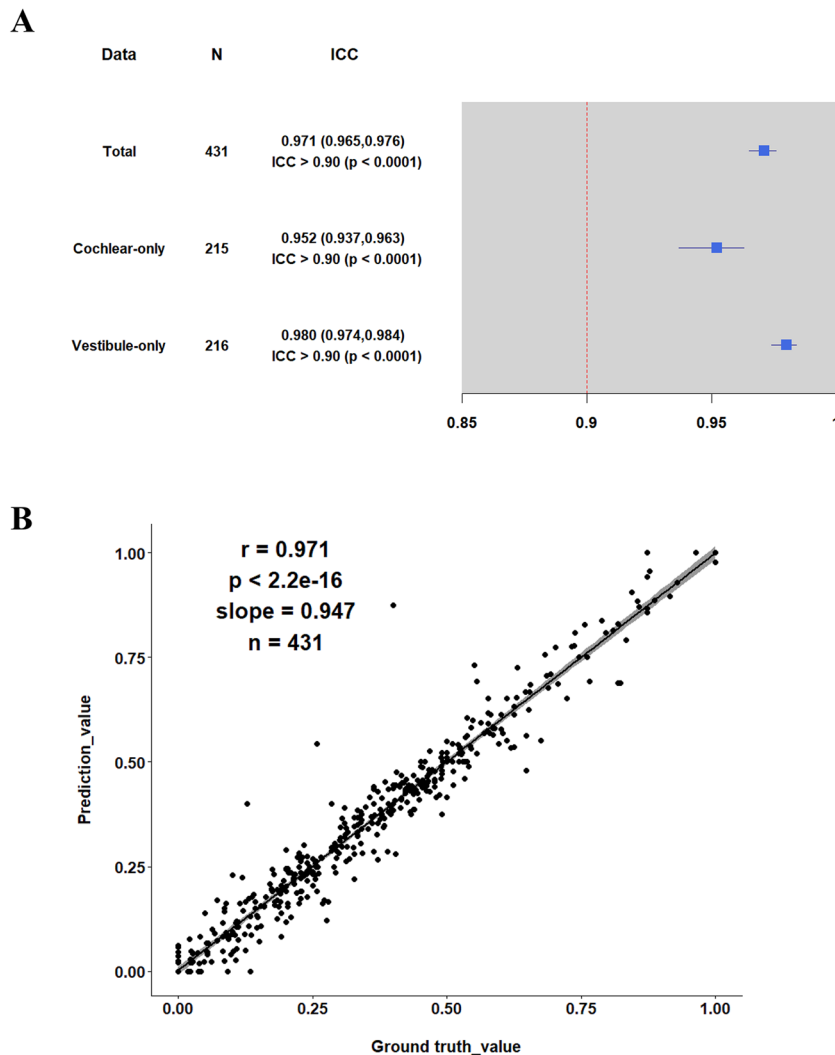 A
Data N ICC
Total 431 0.971 (0.965,0.976)
ICC > 0.90 (p < 0.0001)
Cochlear-only 215 0.952 (0.937,0.963)
ICC > 0.90 (p < 0.0001)
Vestibule-only 216 0.980 (0.974,0.984)
ICC > 0.90 (p < 0.0001)
0.85 0.9 0.95 1
B
r = 0.971
p < 2.2e-16
slope = 0.947
n = 431
Prediction_value
1.00
0.75
0.50
0.25
0.00
0.00 0.25 0.50 0.75 1.00
Ground truth_value